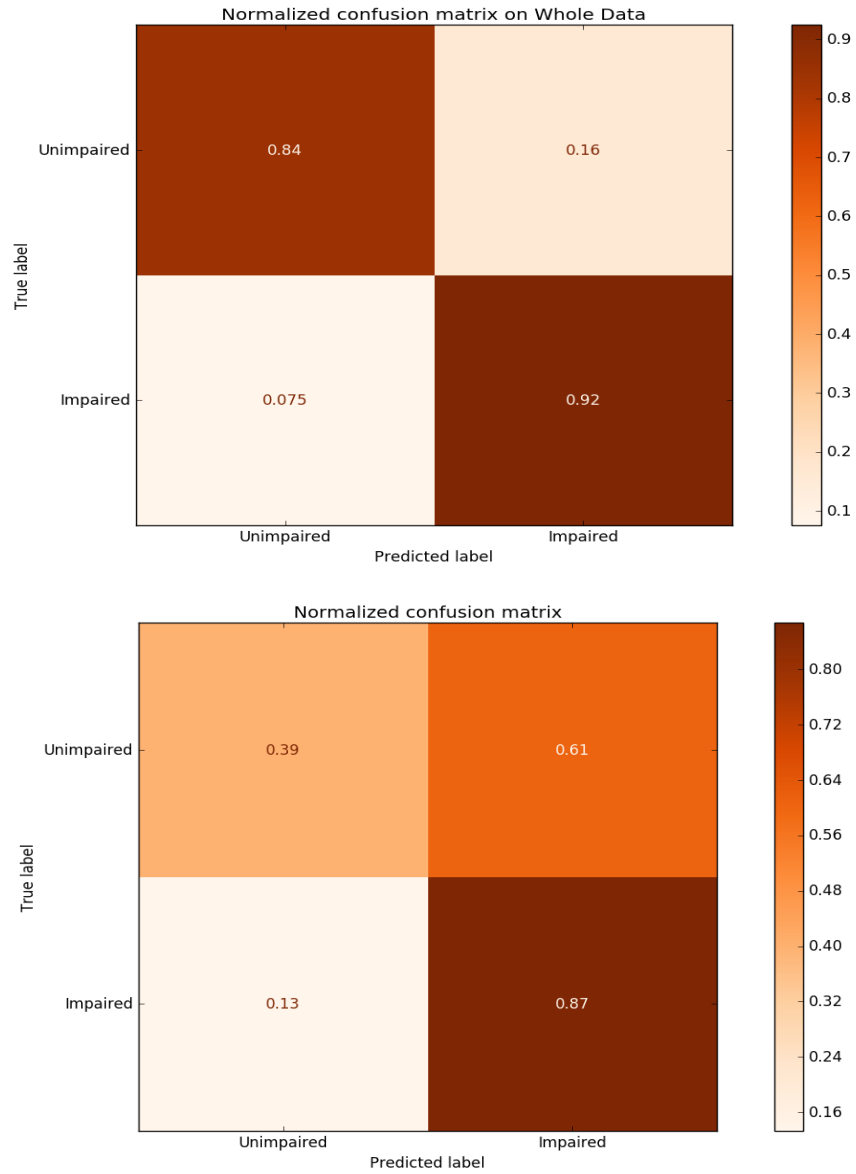 Normalized confusion matrix on Whole Data
0.9
0.8
0.7
0.6
0.5
0.4
0.3
0.2
0.1
True label
Unimpaired
0.84
0.16
Impaired
0.075
0.92
Unimpaired
Impaired
Predicted label
Normalized confusion matrix
0.80
0.72
0.64
0.56
0.48
0.40
0.32
0.24
0.16
True label
Unimpaired
0.39
0.61
Impaired
0.13
0.87
Unimpaired
Impaired
Predicted label